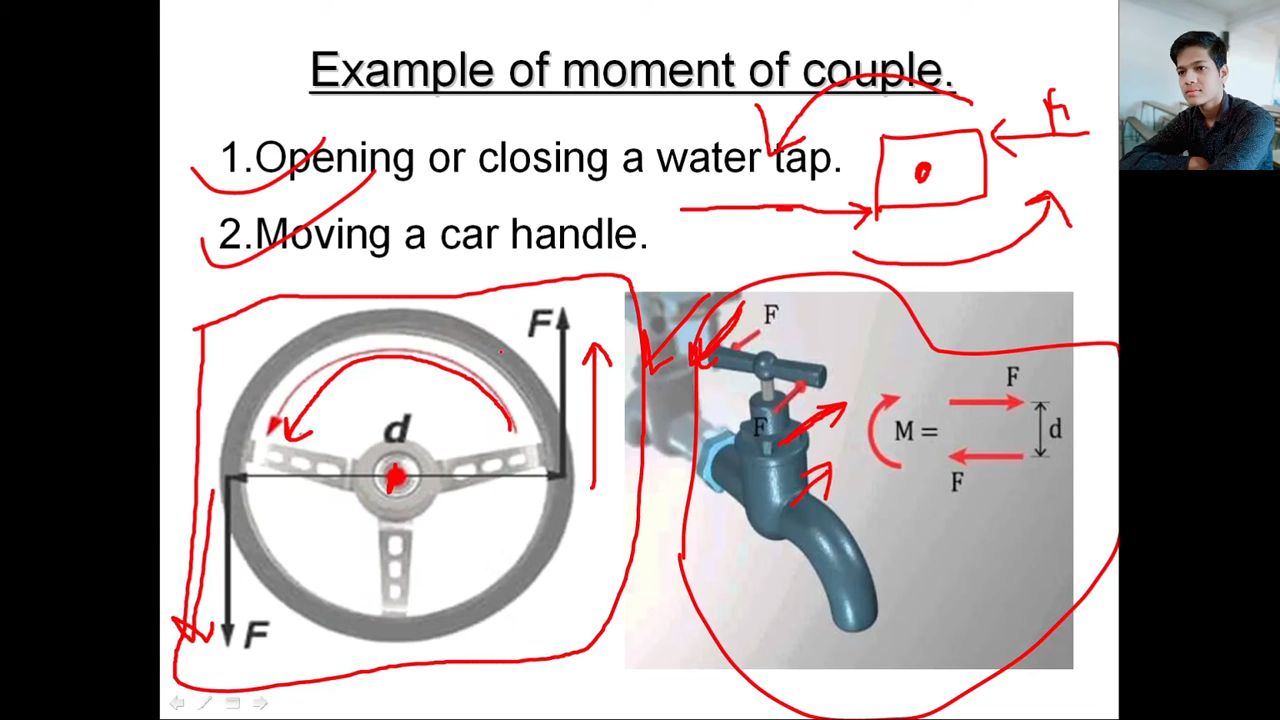 Example of moment of couple.
1.Opening or closing a water tap.
2.Moving a car handle.
F
d
F
F
F
M =
F
d
F